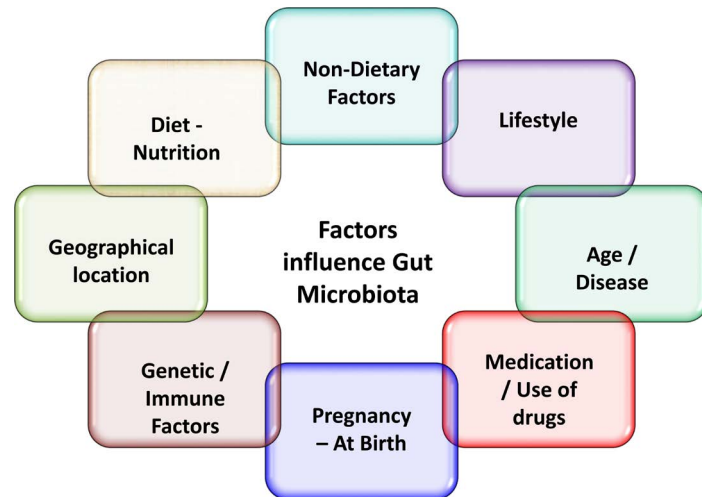 Non-Dietary
Factors
Lifestyle
Age /
Disease
Medication
/ Use of
drugs
Pregnancy
– At Birth
Genetic /
Immune
Factors
Geographical
location
Diet -
Nutrition
Factors
influence Gut
Microbiota